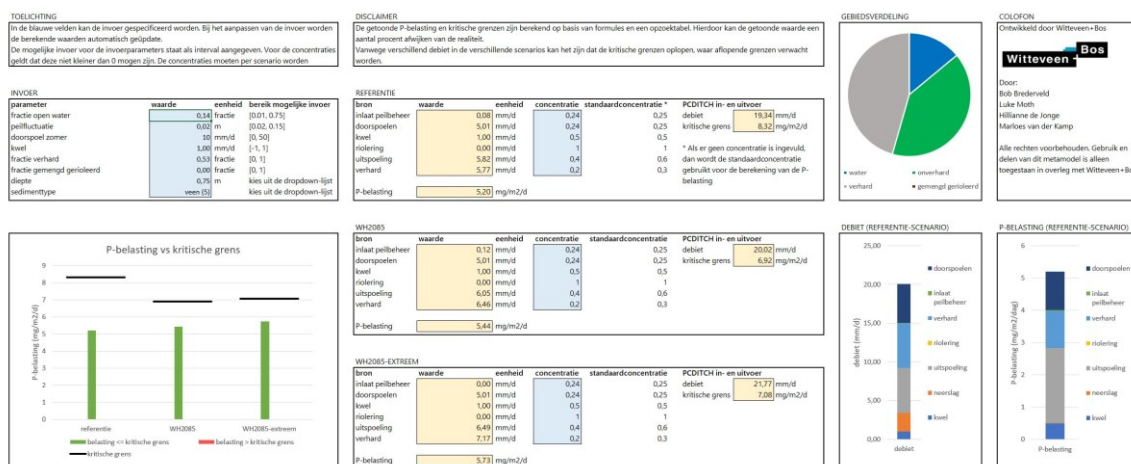 TOELICHTING
In de blauwe velden kan de invoer gespecificeerd worden. Bij het aanpassen van de invoer worden
de berekende waarden automatisch geüpdate.
De mogelijke invoer voor de invoerparameters staat als interval aangegeven. Voor de concentraties
geldt dat deze niet kleiner dan 0 mogen zijn. De concentraties moeten per scenario worden
DISCLAIMER
De getoonde P-belasting en kritische grenzen zijn berekend op basis van formules en een opzoektabel. Hierdoor kan de getoonde waarde een
aantal procent afwijken van de realiteit.
Vanwege verschillend debiet in de verschillende scenarios kan het zijn dat de kritische grenzen oplopen, waar aflopende grenzen verwacht
worden.
GEBIEDSVERDELING
water
onverhard
verhard
gemengd gerioleerd
COLOFON
Ontwikkeld door Witteveen+Bos
Witteveen + Bos
Door:
Bob Brederveld
Luke Moth
Hillianne de Jonge
Marloes van der Kamp
Alle rechten voorbehouden. Gebruik en
delen van dit metamodel is alleen
toegestaan in overleg met Witteveen+Bo
INVOER
parameter waarde eenheid bereik mogelijke invoer
fractie open water 0,14 fractie [0.01, 0.75]
peilfluctuatie 0,02 m [0.02, 0.15]
doorspoel zomer 10 mm/d [0, 50]
kwel 1,00 mm/d [-1, 1]
fractie verhard 0,53 fractie [0, 1]
fractie gemengd gerioleerd 0,00 fractie [0, 1]
diepte 0,75 m kies uit de dropdown-lijst
sedimenttype veen (5) kies uit de dropdown-lijst
REFERENTIE
bron waarde eenheid concentratie standaardconcentratie *
inlaat peilbeheer 0,08 mm/d 0,24 0,25
doorspoelen 5,01 mm/d 0,24 0,25
kwel 1,00 mm/d 0,5 0,5
riolering 0,00 mm/d 1 1
uitspoeling 5,82 mm/d 0,4 0,6
verhard 5,77 mm/d 0,2 0,3
P-belasting 5,20 mg/m2/d
PCDITCH in- en uitvoer
debiet 19,34 mm/d
kritische grens 8,32 mg/m2/d
* Als er geen concentratie is ingevuld,
dan wordt de standaardconcentratie
gebruikt voor de berekening van de P-
belasting
P-belasting vs kritische grens
P-belasting (mg/m2/d)
9
8
7
6
5
4
3
2
1
0
referentie WH2085 WH2085-extreem
belasting <= kritische grens belasting > kritische grens
kritische grens
WH2085
bron waarde eenheid concentratie standaardconcentratie PCDITCH in- en uitvoer
inlaat peilbeheer 0,12 mm/d 0,24 0,25 debiet 20,02 mm/d
doorspoelen 5,01 mm/d 0,24 0,25 kritische grens 6,92 mg/m2/d
kwel 1,00 mm/d 0,5 0,5
riolering 0,00 mm/d 1 1
uitspoeling 6,05 mm/d 0,4 0,6
verhard 6,46 mm/d 0,2 0,3
P-belasting 5,44 mg/m2/d
WH2085-EXTREEM
bron waarde eenheid concentratie standaardconcentratie PCDITCH in- en uitvoer
inlaat peilbeheer 0,00 mm/d 0,24 0,25 debiet 21,77 mm/d
doorspoelen 5,01 mm/d 0,24 0,25 kritische grens 7,08 mg/m2/d
kwel 1,00 mm/d 0,5 0,5
riolering 0,00 mm/d 1 1
uitspoeling 6,49 mm/d 0,4 0,6
verhard 7,17 mm/d 0,2 0,3
P-belasting 5,73 mg/m2/d
DEBIET (REFERENTIE-SCENARIO)
debiet (mm/d)
25,00
20,00
15,00
10,00
5,00
0,00
debiet
doorspoelen
inlaat
peilbeheer
verhard
riolering
uitspoeling
neerslag
kwel
P-BELASTING (REFERENTIE-SCENARIO)
P-belasting (mg/m2/dag)
6
5
4
3
2
1
0
P-belasting
doorspoelen
inlaat
peilbeheer
verhard
riolering
uitspoeling
neerslag
kwel